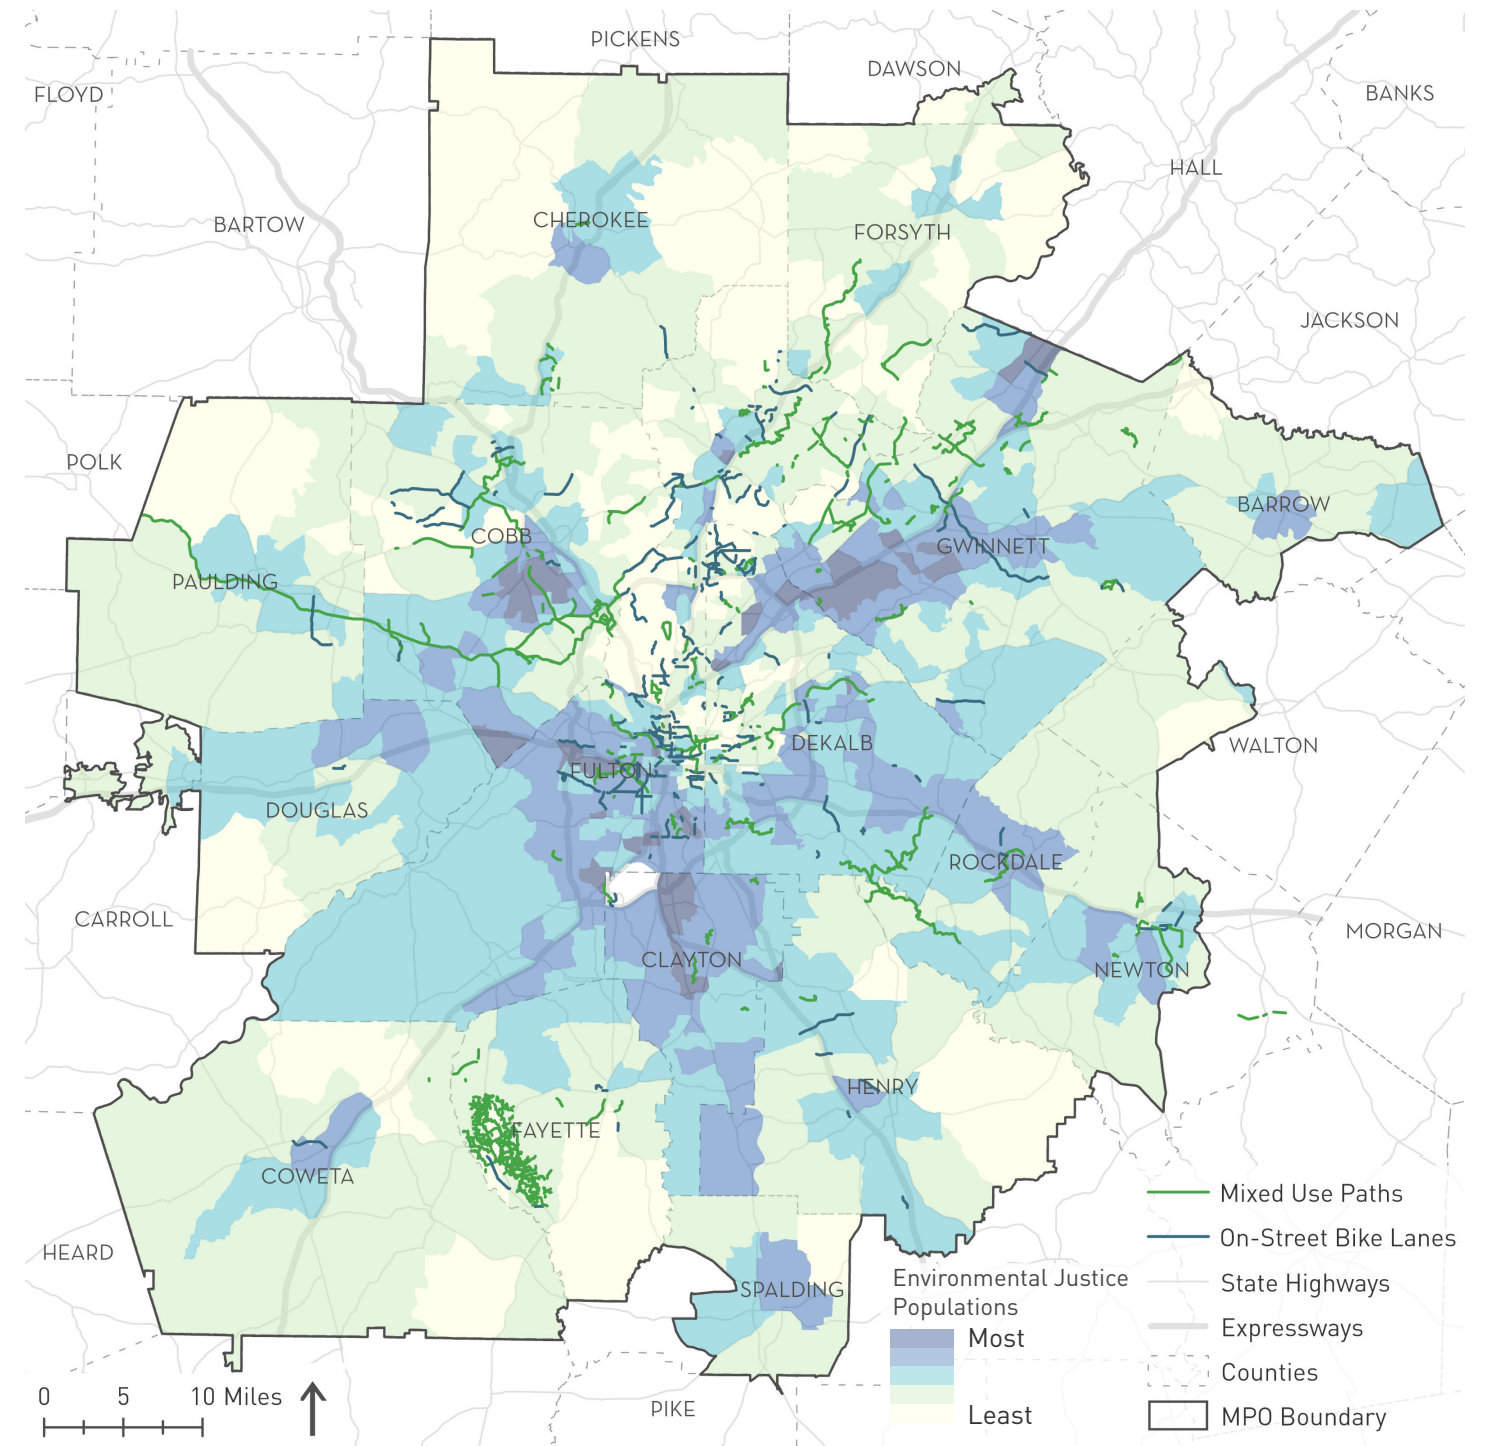 PICKENS
DAWSON
FLOYD
BANKS
HALL
BARTOW
CHEROKEE
FORSYTH
JACKSON
POLK
BARROW
COBB
GWINNETT
PAULDING
DEKALB
WALTON
FULTON
DOUGLAS
ROCKDALE
CARROLL
MORGAN
CLAYTON
NEWTON
HENRY
FAYETTE
COWETA
HEARD
SPALDING
PIKE
Mixed Use Paths
On-Street Bike Lanes
State Highways
Expressways
Counties
MPO Boundary
Environmental Justice
Populations
Most
Least
0 5 10 Miles